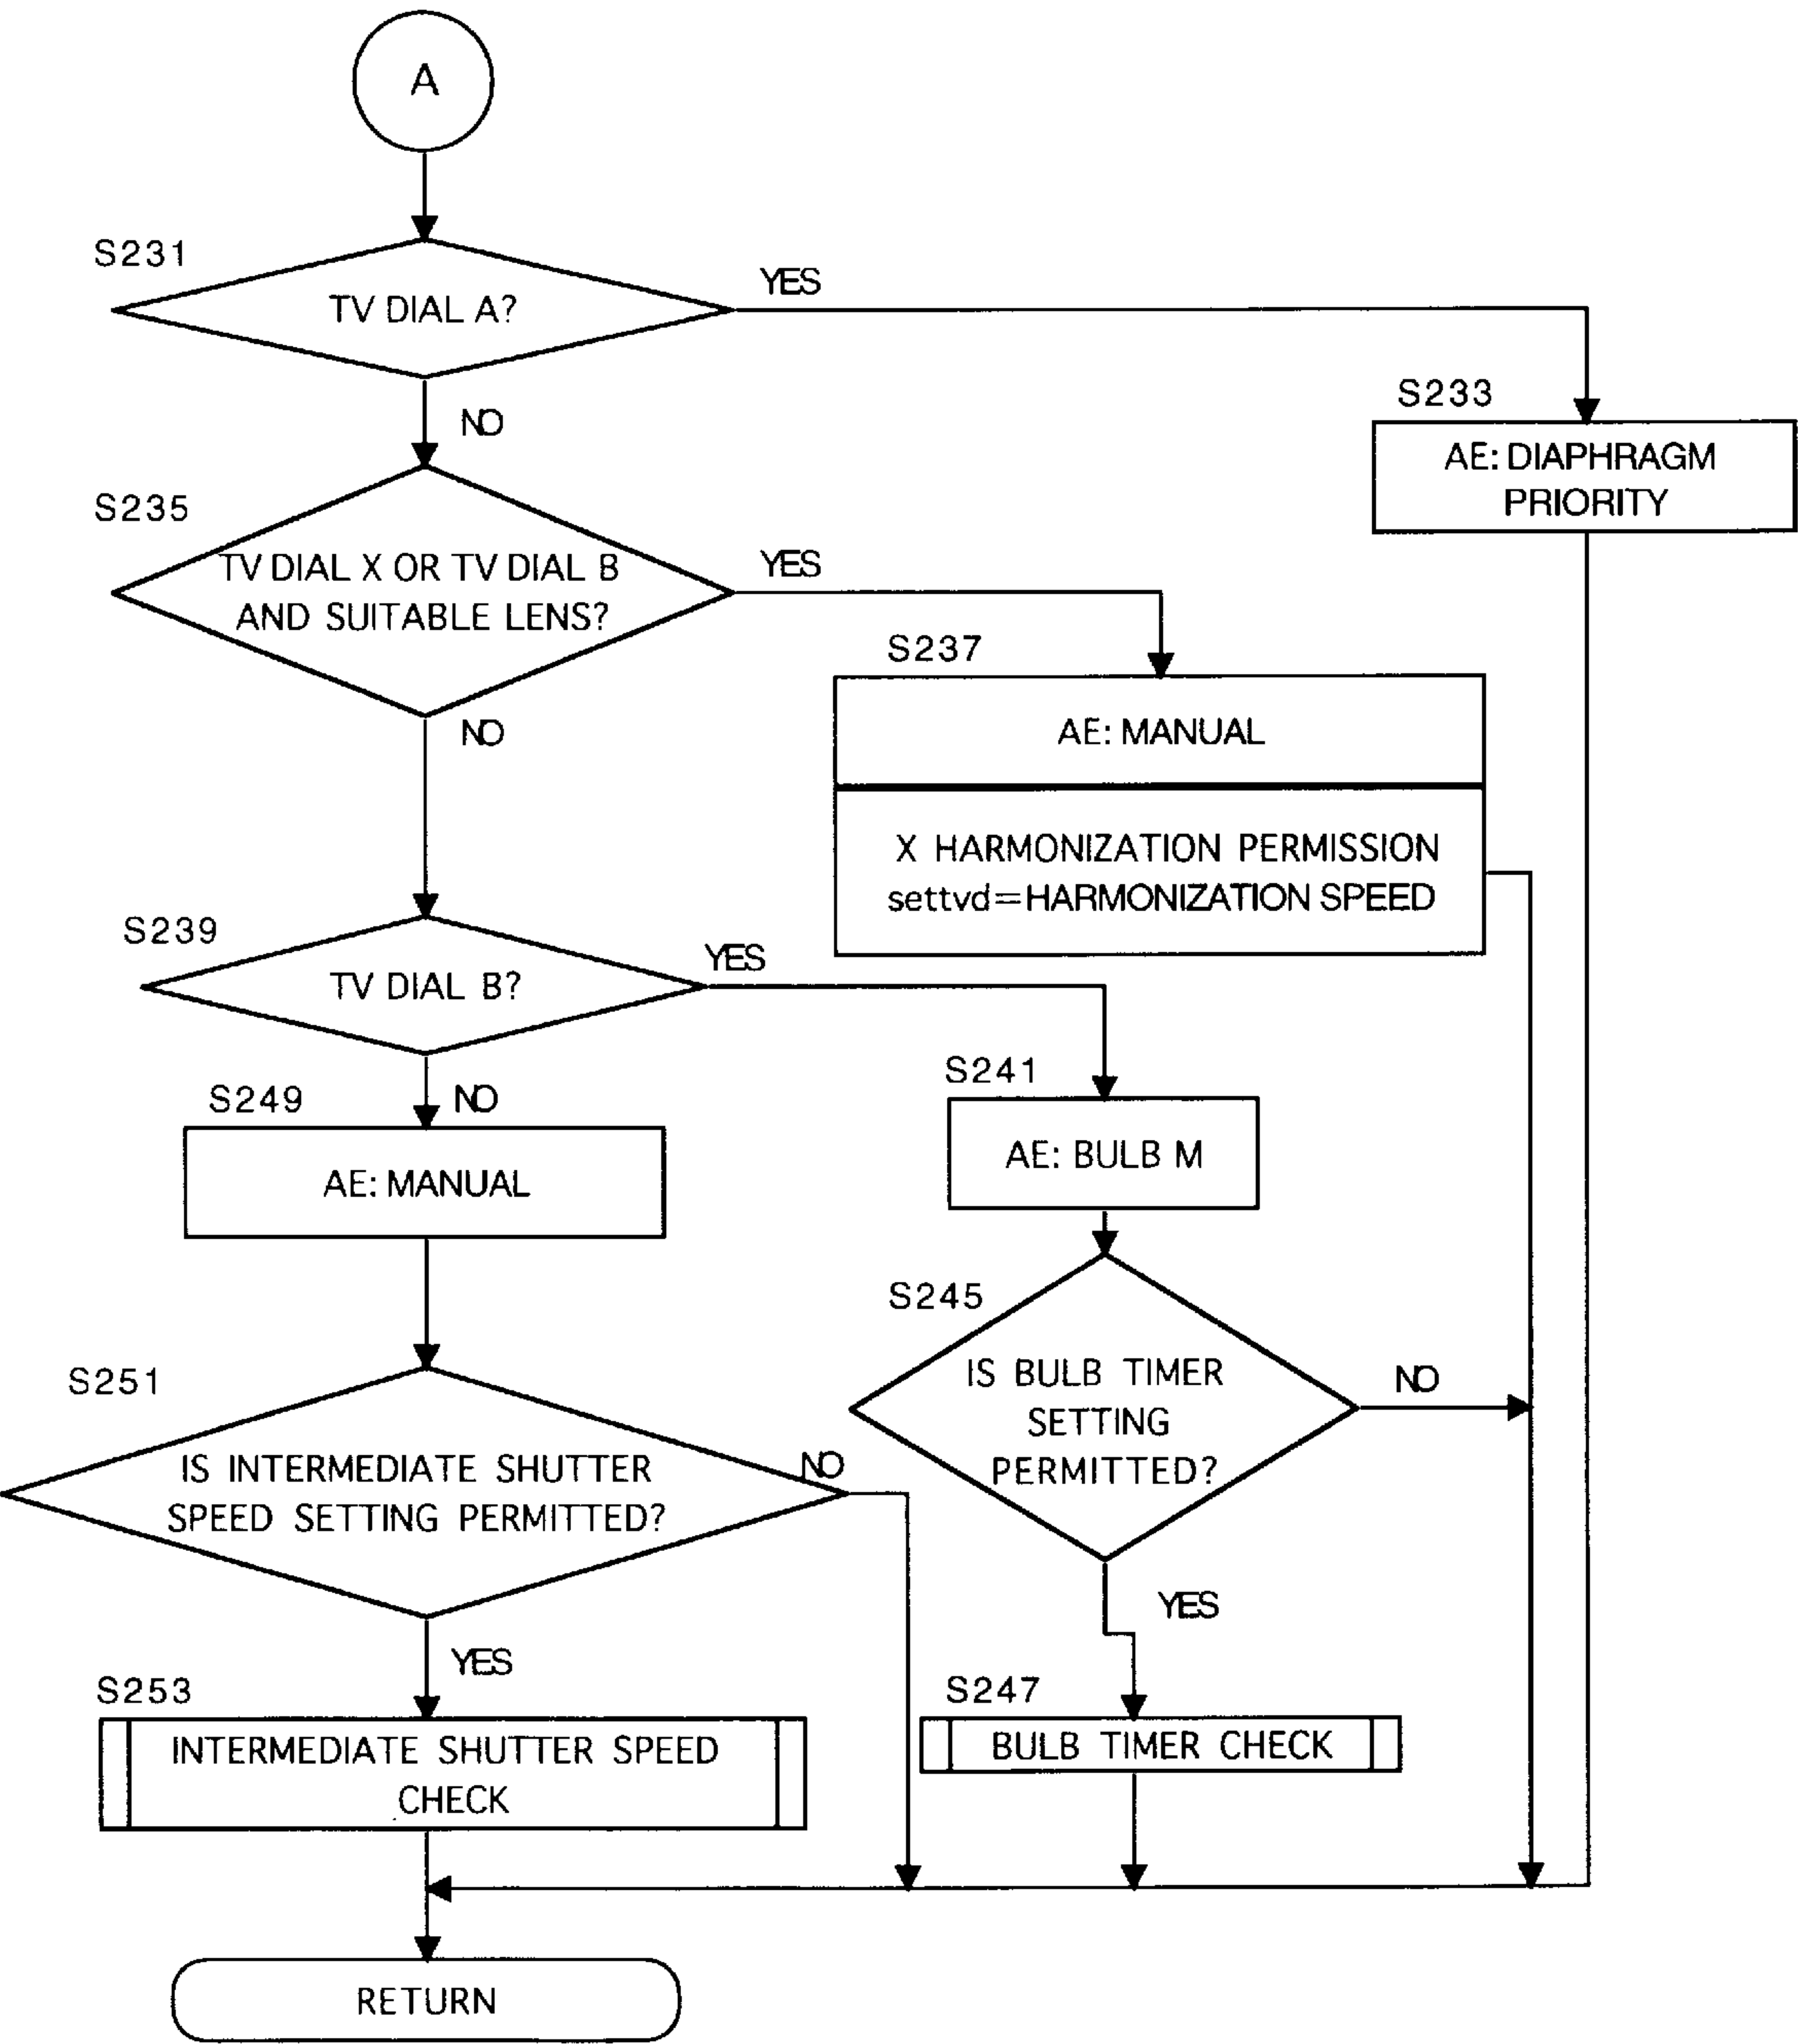 A
S231
TV DIAL A?
YES
NO
S233
AE: DIAPHRAGM
PRIORITY
S235
TV DIAL X OR TV DIAL B
AND SUITABLE LENS?
YES
NO
S237
AE: MANUAL
X HARMONIZATION PERMISSION
settvd=HARMONIZATION SPEED
S239
TV DIAL B?
YES
NO
S241
AE: BULB M
S249
AE: MANUAL
S245
IS BULB TIMER
SETTING
PERMITTED?
NO
YES
S251
IS INTERMEDIATE SHUTTER
SPEED SETTING PERMITTED?
NO
YES
S253
INTERMEDIATE SHUTTER SPEED
CHECK
S247
BULB TIMER CHECK
RETURN